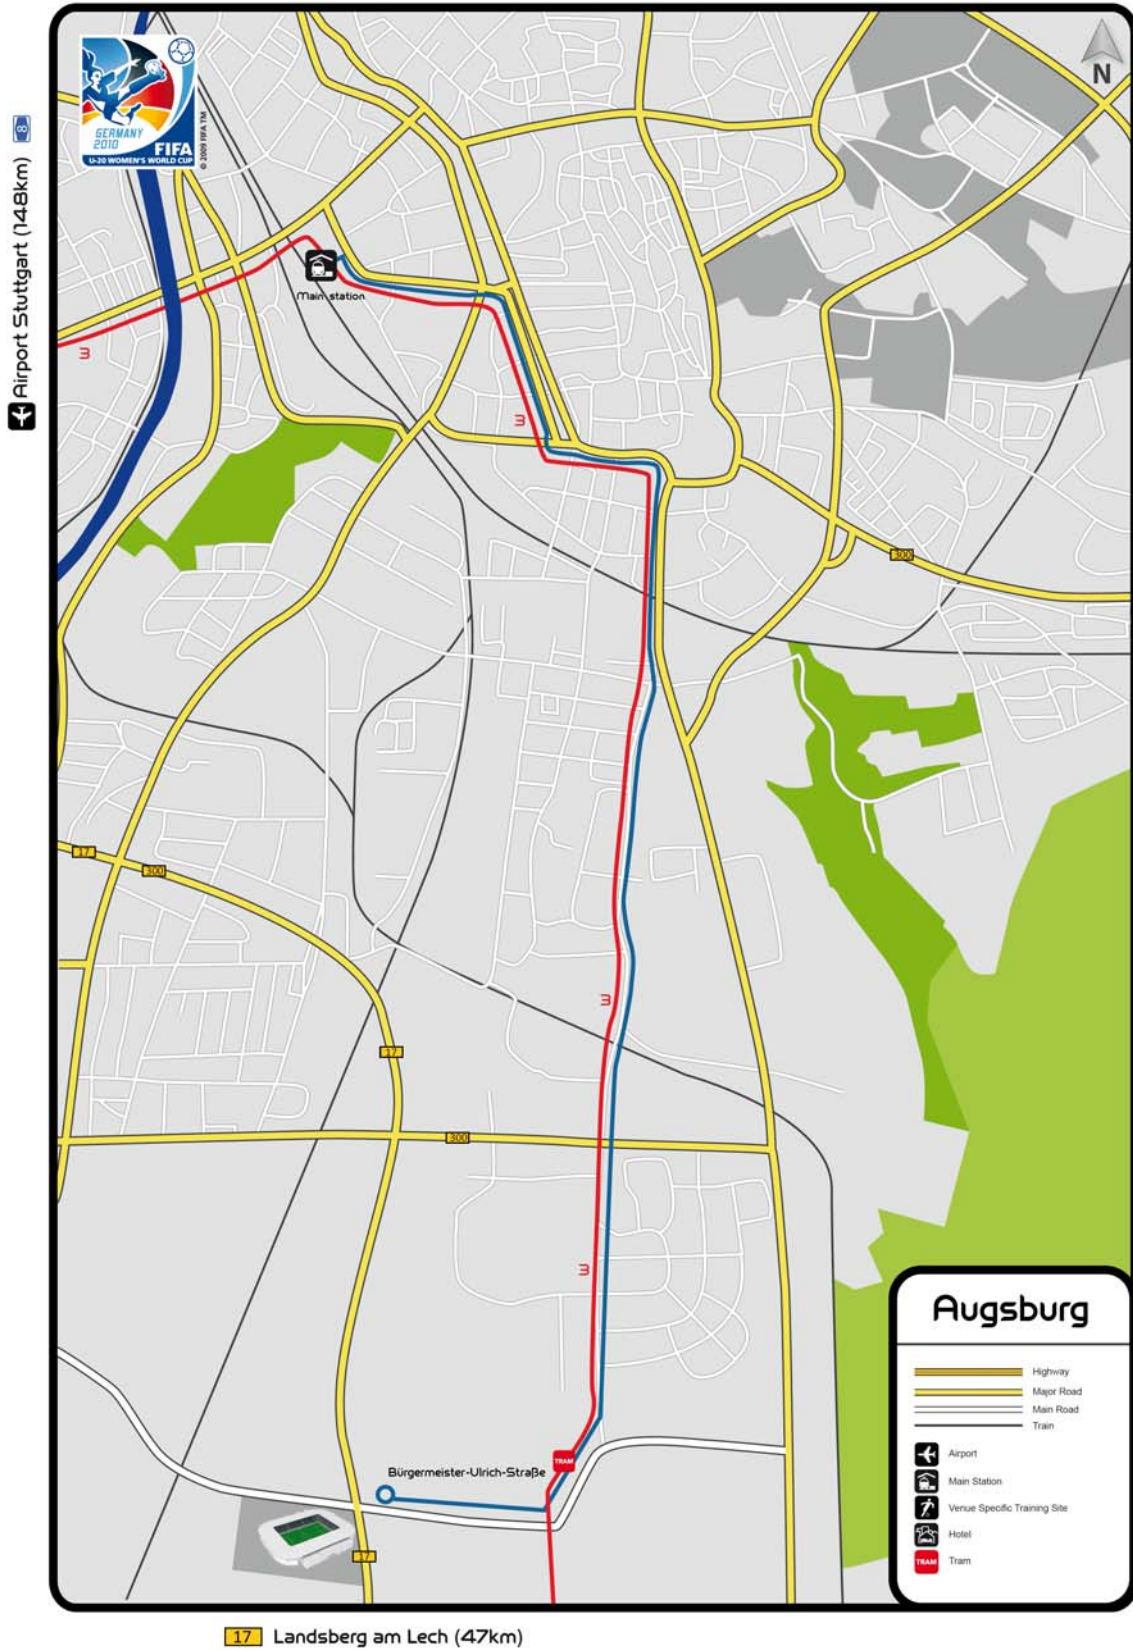 N
GERMANY
2010
FIFA
U-20 WOMEN'S WORLD CUP
© 2009 FIFA TM
Airport Stuttgart (148km) 8
Main station
3
3
300
17
300
3
17
300
3
TRAM
Bürgermeister-Ulrich-Straße
17
Augsburg
Highway
Major Road
Main Road
Train
Airport
Main Station
Venue Specific Training Site
Hotel
TRAM Tram
17 Landsberg am Lech (47km)